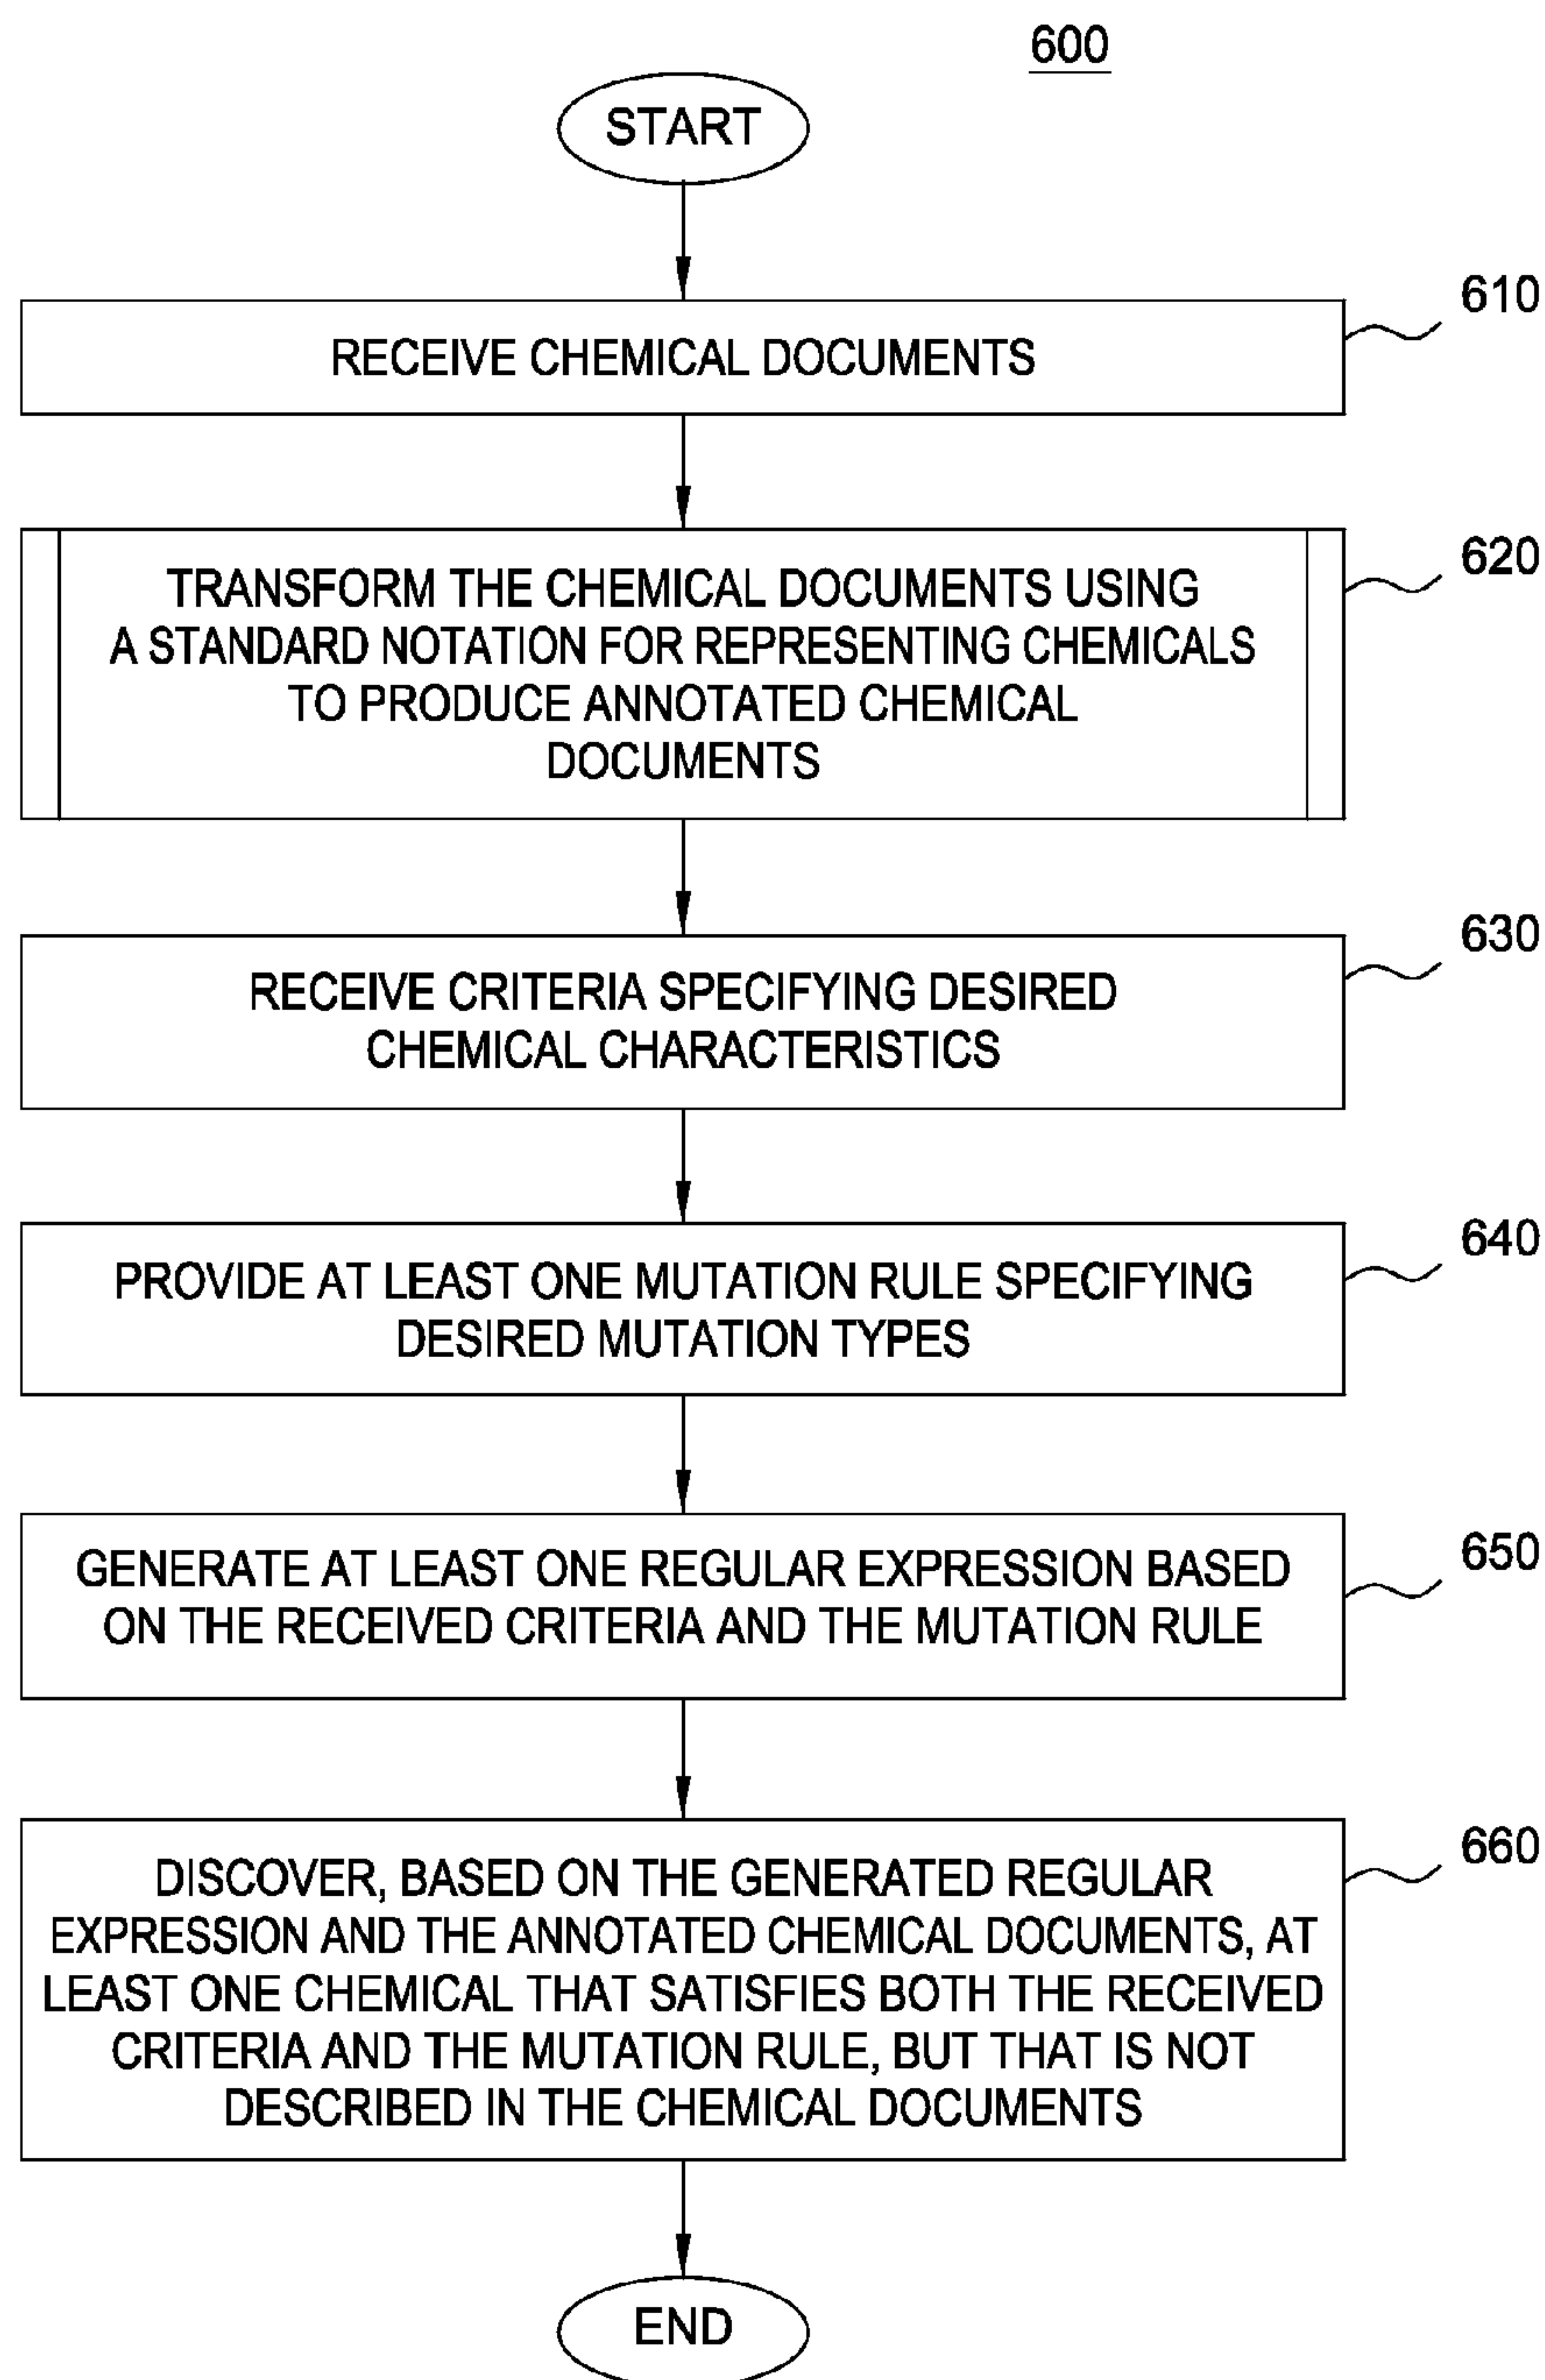 600
START
610
RECEIVE CHEMICAL DOCUMENTS
620
TRANSFORM THE CHEMICAL DOCUMENTS USING
A STANDARD NOTATION FOR REPRESENTING CHEMICALS
TO PRODUCE ANNOTATED CHEMICAL
DOCUMENTS
630
RECEIVE CRITERIA SPECIFYING DESIRED
CHEMICAL CHARACTERISTICS
640
PROVIDE AT LEAST ONE MUTATION RULE SPECIFYING
DESIRED MUTATION TYPES
650
GENERATE AT LEAST ONE REGULAR EXPRESSION BASED
ON THE RECEIVED CRITERIA AND THE MUTATION RULE
660
DISCOVER, BASED ON THE GENERATED REGULAR
EXPRESSION AND THE ANNOTATED CHEMICAL DOCUMENTS, AT
LEAST ONE CHEMICAL THAT SATISFIES BOTH THE RECEIVED
CRITERIA AND THE MUTATION RULE, BUT THAT IS NOT
DESCRIBED IN THE CHEMICAL DOCUMENTS
END